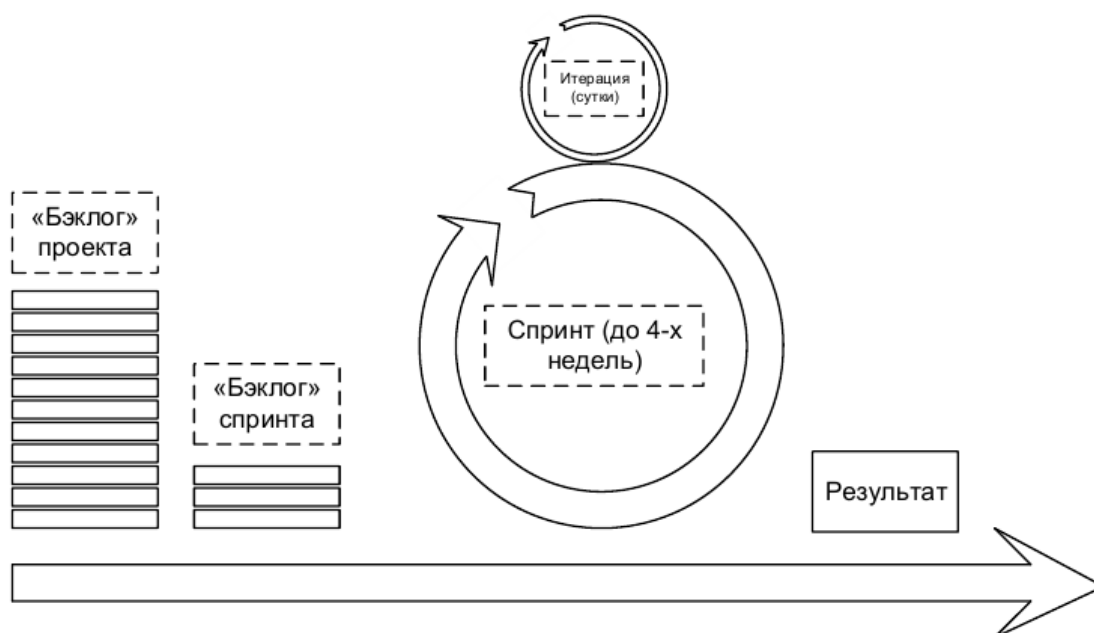 Итерация
(сутки)
«Бэклог»
проекта
Спринт (до 4-х
недель)
«Бэклог»
спринта
Результат